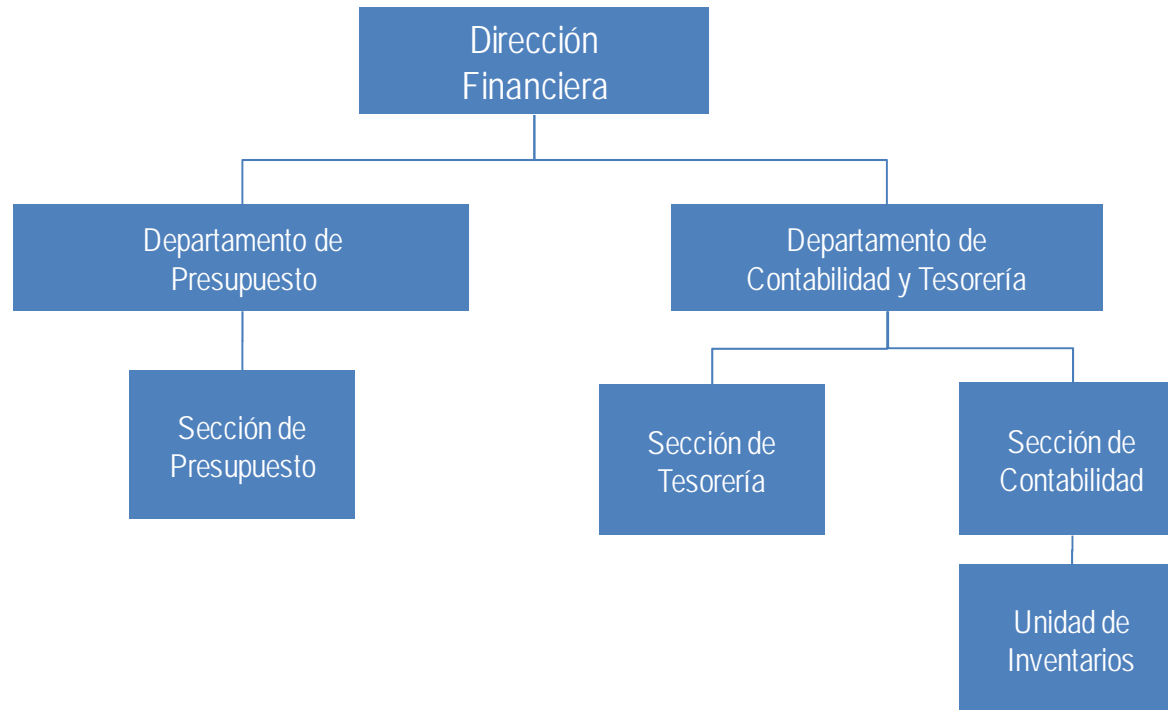 Dirección
Financiera
Departamento de
Presupuesto
Departamento de
Contabilidad y Tesorería
Sección de
Presupuesto
Sección de
Tesorería
Sección de
Contabilidad
Unidad de
Inventarios